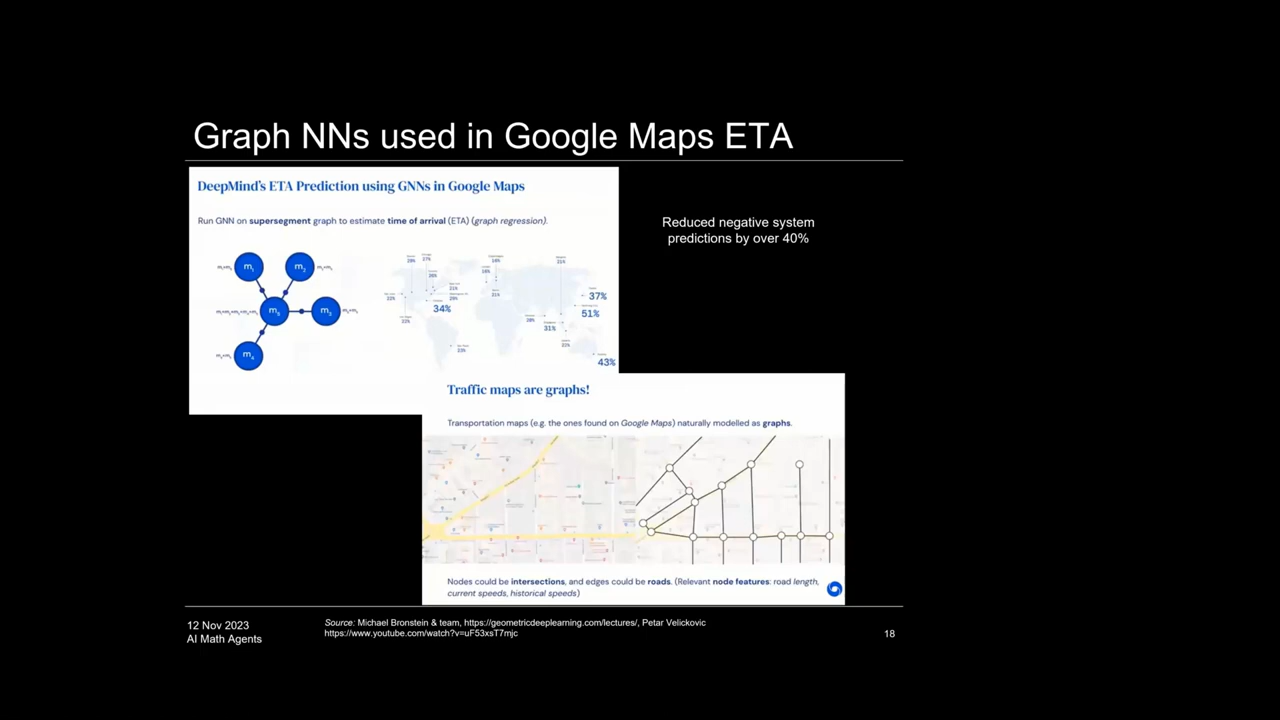 Graph NNs used in Google Maps ETA
DeepMind's ETA Prediction using GNNs in Google Maps
Run GNN on supersegment graph to estimate time of arrival (ETA) (graph regression).
Reduced negative system
predictions by over 40%
34%
37%
51%
31%
43%
Traffic maps are graphs!
Transportation maps (e.g. the ones found on Google Maps) naturally modelled as graphs.
Nodes could be intersections, and edges could be roads. (Relevant node features: road length,
current speeds, historical speeds)
12 Nov 2023
AI Math Agents
Source: Michael Bronstein & team, https://geometricdeeplearning.com/lectures/, Petar Velickovic
https://www.youtube.com/watch?v=uF53xsT7mjc
18